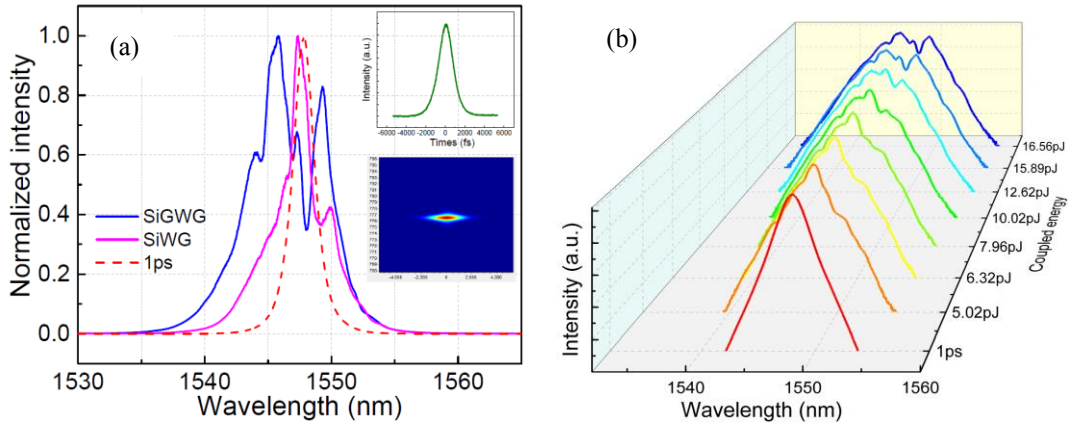 (a)
Normalized intensity
1.0
0.8
0.6
0.4
0.2
0.0
1530
1540
1550
1560
Wavelength (nm)
SiGWG
SiWG
1ps
Intensity (a.u.)
-6000 -4000 -2000 0 2000 4000 6000
Times (fs)
(b)
Intensity (a.u.)
1540
1550
1560
Wavelength (nm)
16.56pJ
15.89pJ
12.62pJ
10.02pJ
7.96pJ
6.32pJ
5.02pJ
1ps
Coupled energy